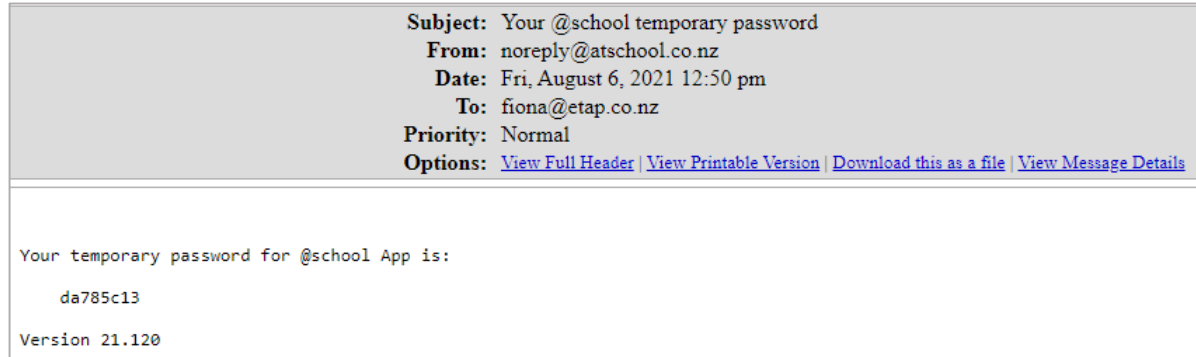 Subject: Your @school temporary password
From: noreply@atschool.co.nz
Date: Fri, August 6, 2021 12:50 pm
To: fiona@etap.co.nz
Priority: Normal
Options: View Full Header | View Printable Version | Download this as a file | View Message Details
Your temporary password for @school App is:
da785c13
Version 21.120